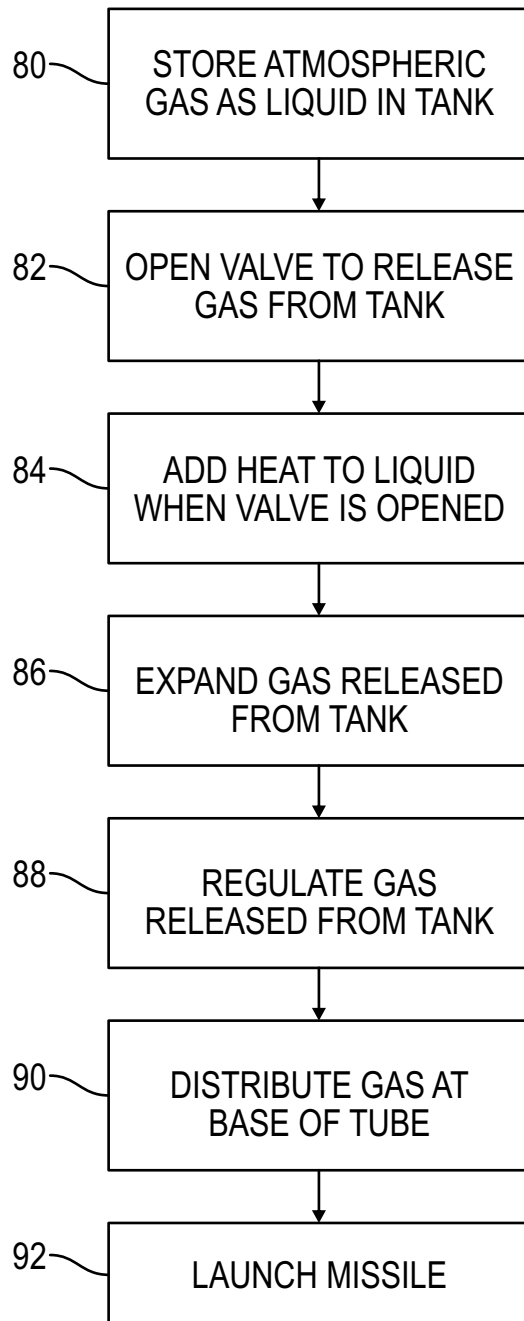 80
STORE ATMOSPHERIC
GAS AS LIQUID IN TANK
82
OPEN VALVE TO RELEASE
GAS FROM TANK
84
ADD HEAT TO LIQUID
WHEN VALVE IS OPENED
86
EXPAND GAS RELEASED
FROM TANK
88
REGULATE GAS
RELEASED FROM TANK
90
DISTRIBUTE GAS AT
BASE OF TUBE
92
LAUNCH MISSILE